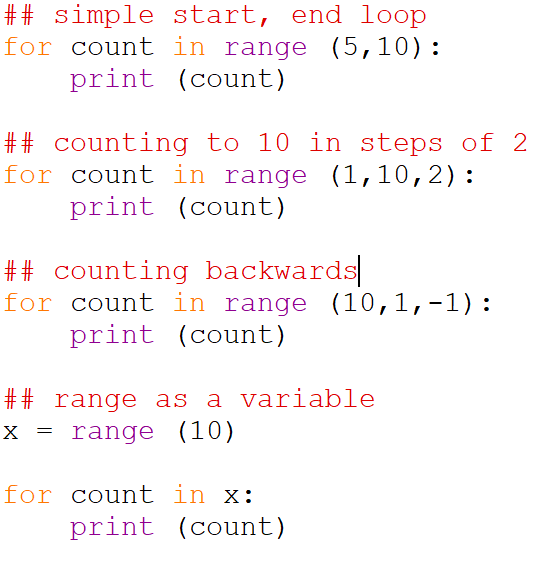 ## simple start, end loop
for count in range (5,10):
    print (count)

## counting to 10 in steps of 2
for count in range (1,10,2):
    print (count)

## counting backwards
for count in range (10,1,-1):
    print (count)

## range as a variable
x = range (10)

for count in x:
    print (count)